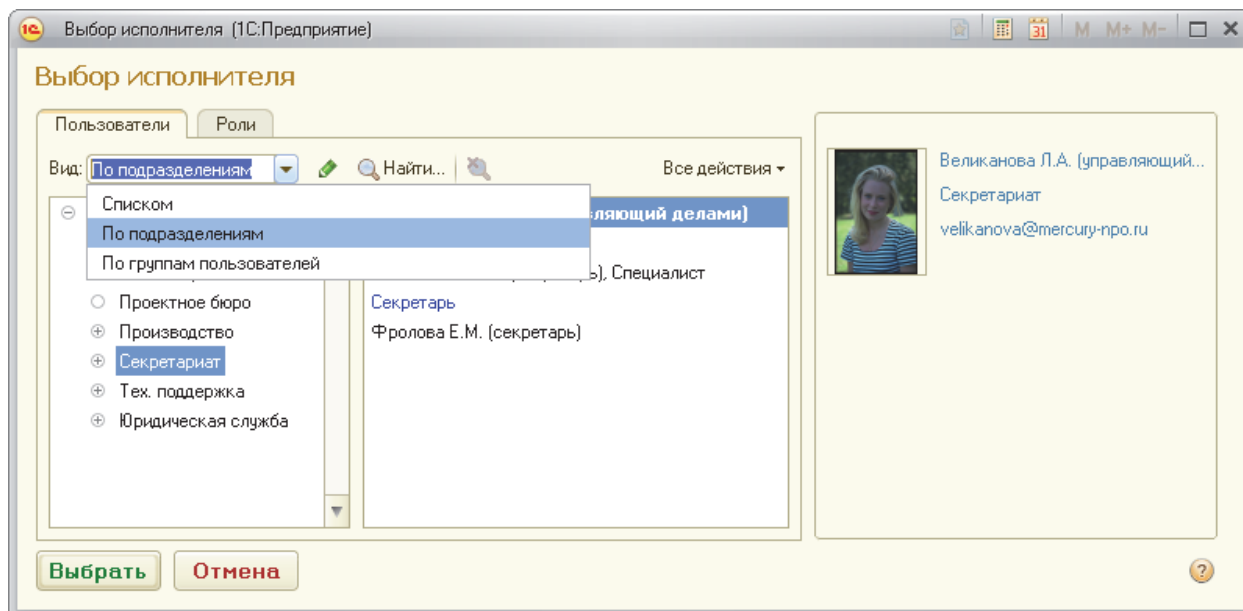 Выбор исполнителя (1С:Предприятие)
31 M M+ M-
Выбор исполнителя
Пользователи Роли
Вид: По подразделениям Найти... Все действия
Списком
По подразделениям
По группам пользователей
делами)
Специалист
Проектное бюро
Производство
Секретариат
Тех. поддержка
Юридическая служба
Секретарь
Фролова Е.М. (секретарь)
Великанова Л.А. (управляющий...
Секретариат
velikanova@mercury-npo.ru
Выбрать Отмена
?